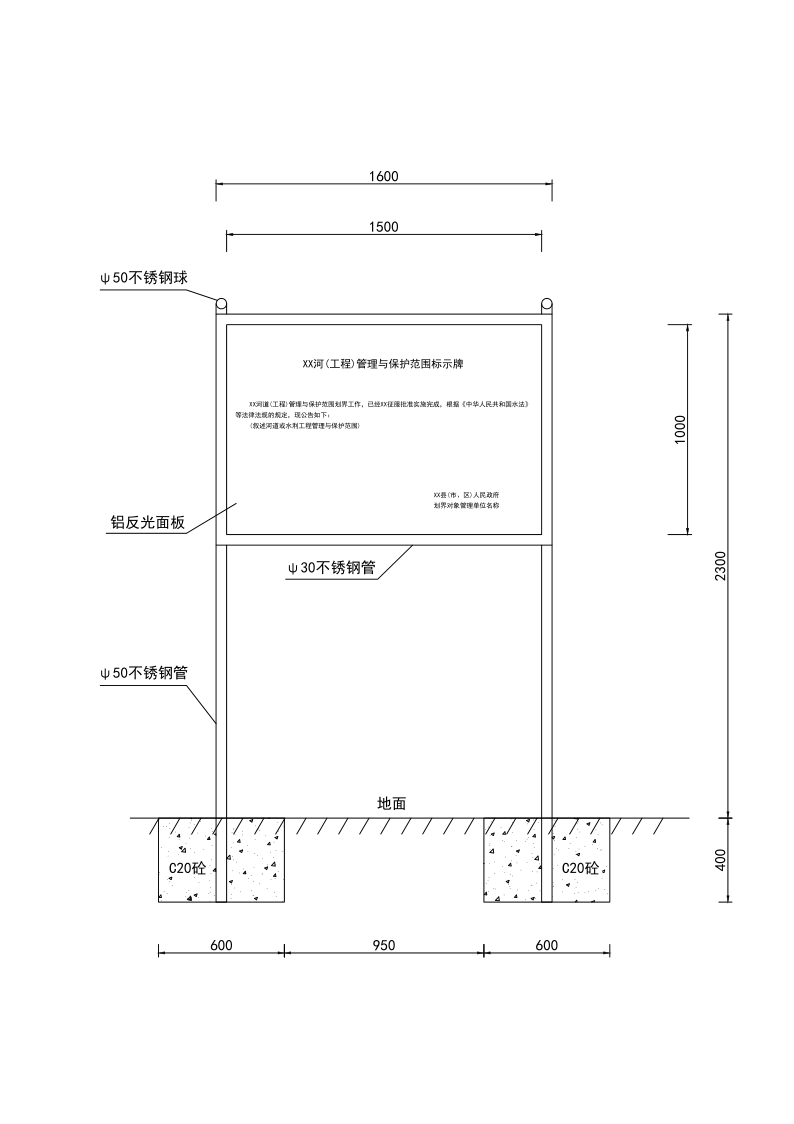 1600
1500
ψ50不锈钢球
XX河(工程)管理与保护范围标示牌
XX河道(工程)管理与保护范围划界工作，已经XX征服批准实施完成。根据《中华人民共和国水法》
等法律法规的规定，现公告如下：
(叙述河道或水利工程管理与保护范围)
1000
XX县(市、区)人民政府
划界对象管理单位名称
铝反光面板
ψ30不锈钢管
2300
ψ50不锈钢管
地面
C20砼
C20砼
400
600
950
600